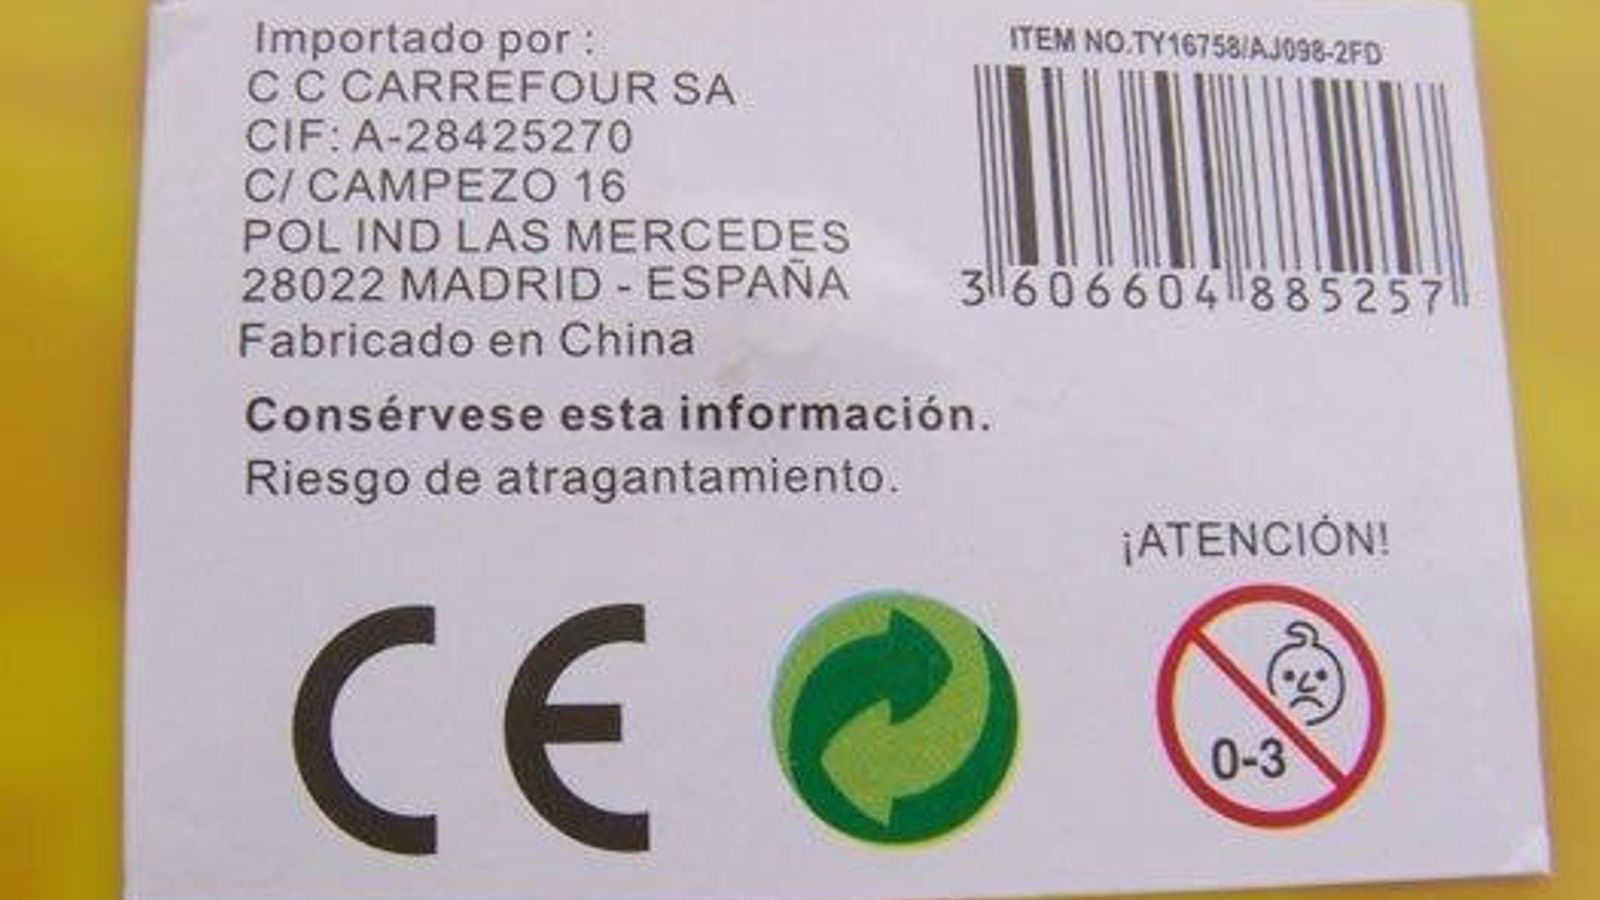 Importado por :
C C CARREFOUR SA
CIF: A-28425270
C/ CAMPEZO 16
POL IND LAS MERCEDES
28022 MADRID - ESPAÑA
Fabricado en China
Consérvese esta información.
Riesgo de atragantamiento.
ITEM NO.TY16758/AJ098-2FD
3 606604 885257
¡ATENCIÓN!
CE
0-3